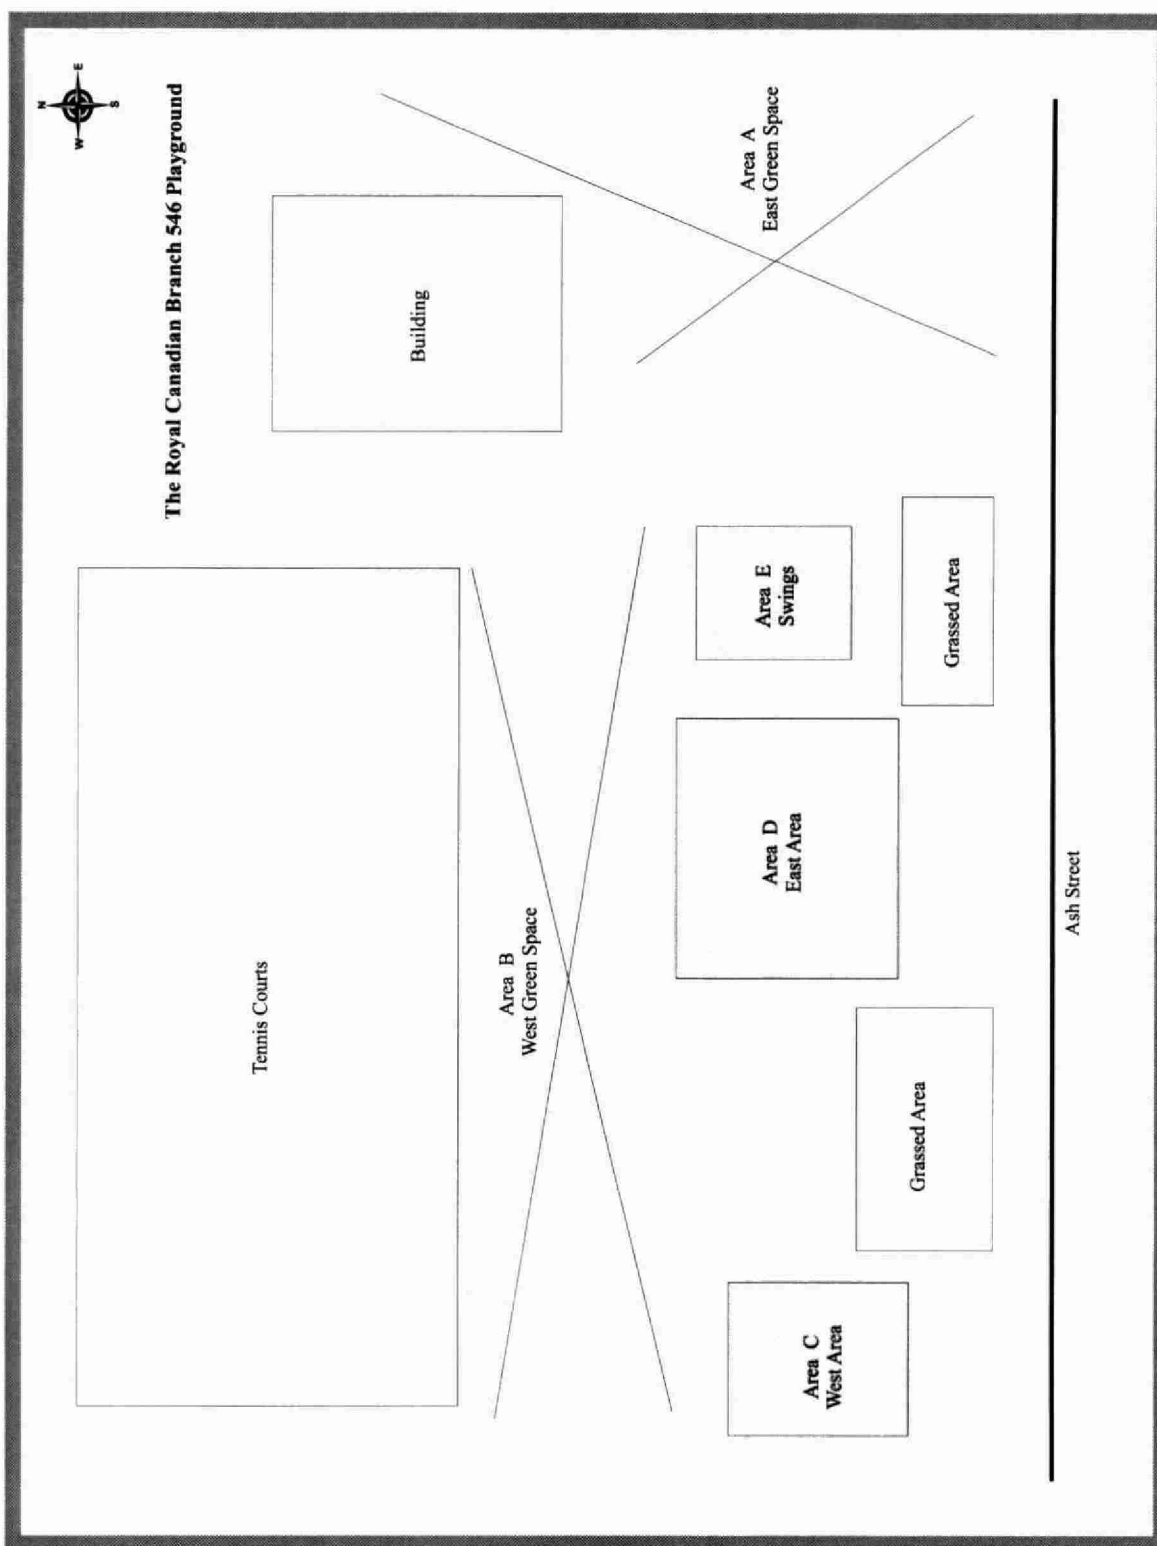 N
W
E
S
The Royal Canadian Branch 546 Playground
Tennis Courts
Building
Area B
West Green Space
Area A
East Green Space
Area C
West Area
Area D
East Area
Area E
Swings
Grassed Area
Grassed Area
Ash Street